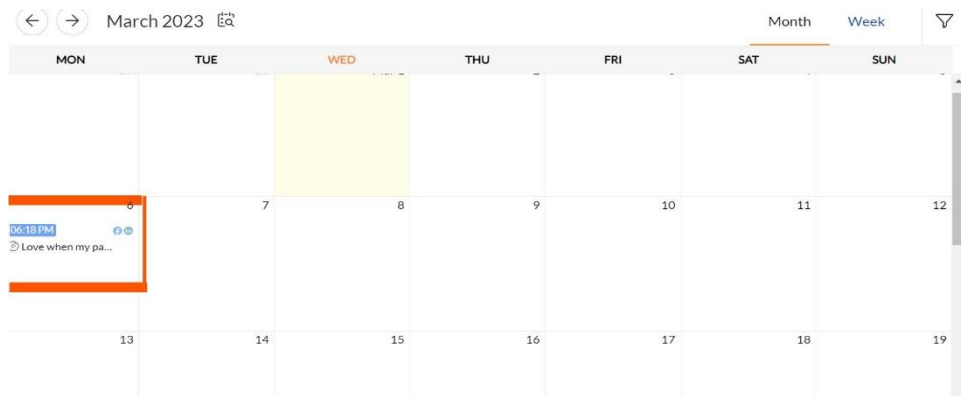 March 2023
Month Week
MON TUE WED THU FRI SAT SUN
6 7 8 9 10 11 12
06:18 PM
Love when my pa...
13 14 15 16 17 18 19